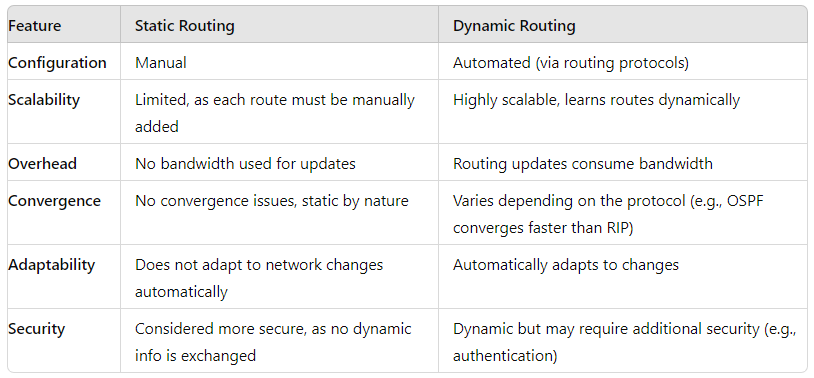 Feature Static Routing Dynamic Routing
Configuration Manual Automated (via routing protocols)
Scalability Limited, as each route must be manually Highly scalable, learns routes dynamically
added
Overhead No bandwidth used for updates Routing updates consume bandwidth
Convergence No convergence issues, static by nature Varies depending on the protocol (e.g., OSPF
converges faster than RIP)
Adaptability Does not adapt to network changes Automatically adapts to changes
automatically
Security Considered more secure, as no dynamic Dynamic but may require additional security (e.g.,
info is exchanged authentication)